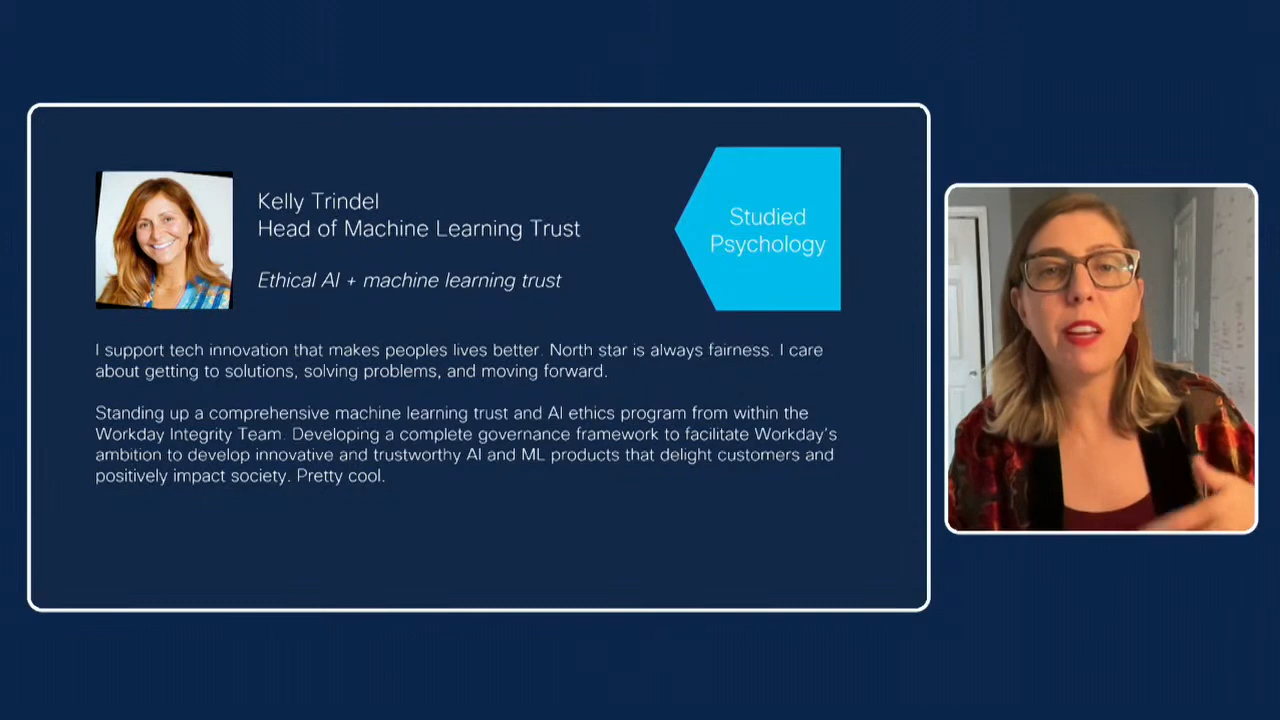 Kelly Trindel
Head of Machine Learning Trust
Ethical AI + machine learning trust
Studied
Psychology
I support tech innovation that makes peoples lives better. North star is always fairness. I care
about getting to solutions, solving problems, and moving forward.
Standing up a comprehensive machine learning trust and AI ethics program from within the
Workday Integrity Team. Developing a complete governance framework to facilitate Workday's
ambition to develop innovative and trustworthy AI and ML products that delight customers and
positively impact society. Pretty cool.